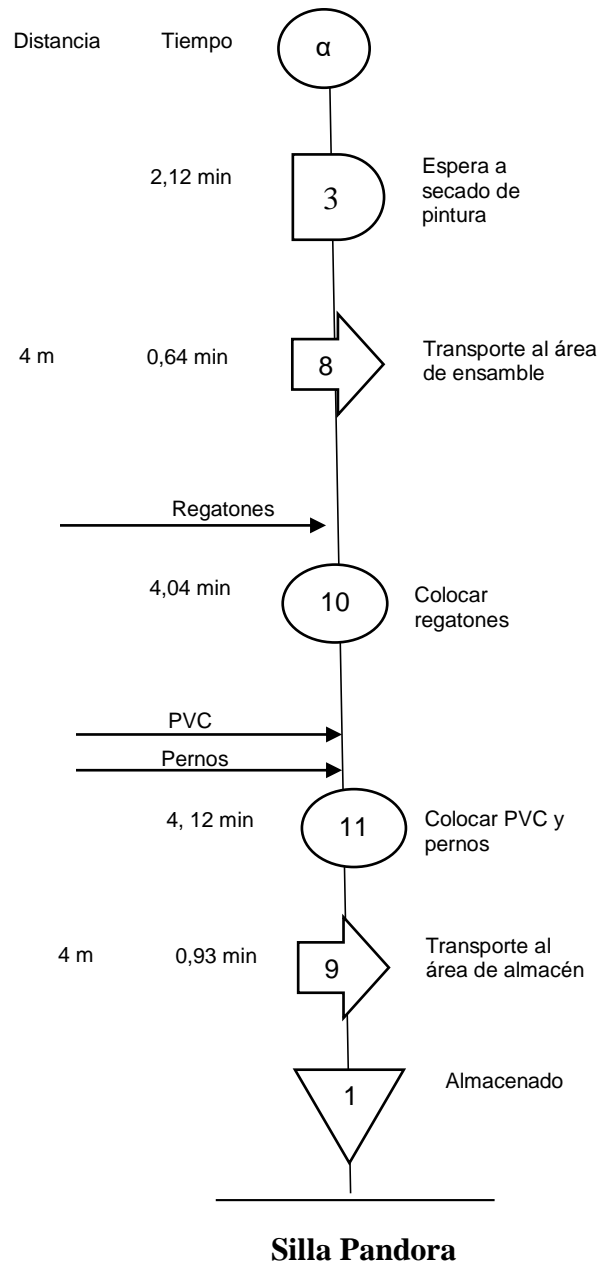 Distancia Tiempo α
2,12 min 3 Espera a
secado de
pintura
4 m 0,64 min 8 Transporte al área
de ensamble
Regatones
4,04 min 10 Colocar
regatones
PVC
Pernos
4, 12 min 11 Colocar PVC y
pernos
4 m 0,93 min 9 Transporte al
área de almacén
1 Almacenado
Silla Pandora